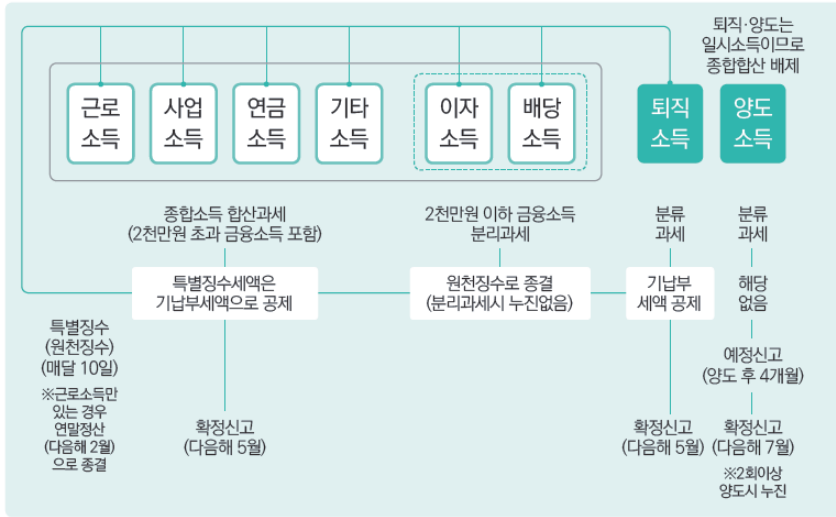 퇴직·양도는
일시소득이므로
종합합산 배제
근로
소득
사업
소득
연금
소득
기타
소득
이자
소득
배당
소득
퇴직
소득
양도
소득
종합소득 합산과세
(2천만원 초과 금융소득 포함)
2천만원 이하 금융소득
분리과세
분류
과세
분류
과세
특별징수세액은
기납부세액으로 공제
원천징수로 종결
(분리과세시 누진없음)
기납부
세액 공제
해당
없음
특별징수
(원천징수)
(매달 10일)
※근로소득만
있는 경우
연말정산
(다음해 2월)
으로 종결
예정신고
(양도 후 4개월)
확정신고
(다음해 5월)
확정신고
(다음해 5월)
확정신고
(다음해 7월)
※2회이상
양도시 누진